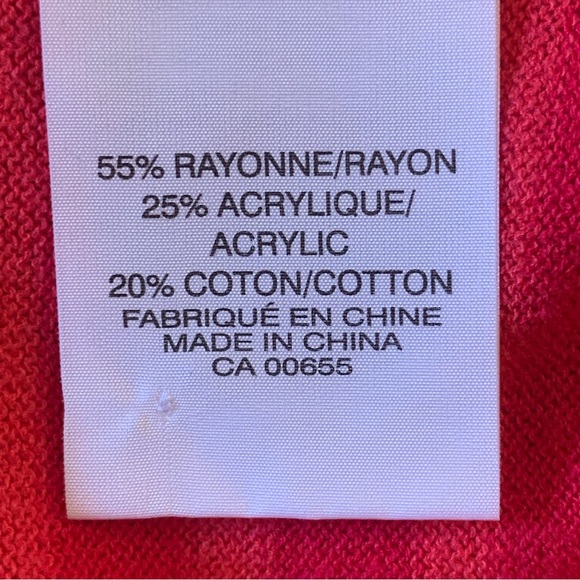 55% RAYONNE/RAYON
25% ACRYLIQUE/
ACRYLIC
20% COTON/COTTON
FABRIQUÉ EN CHINE
MADE IN CHINA
CA 00655